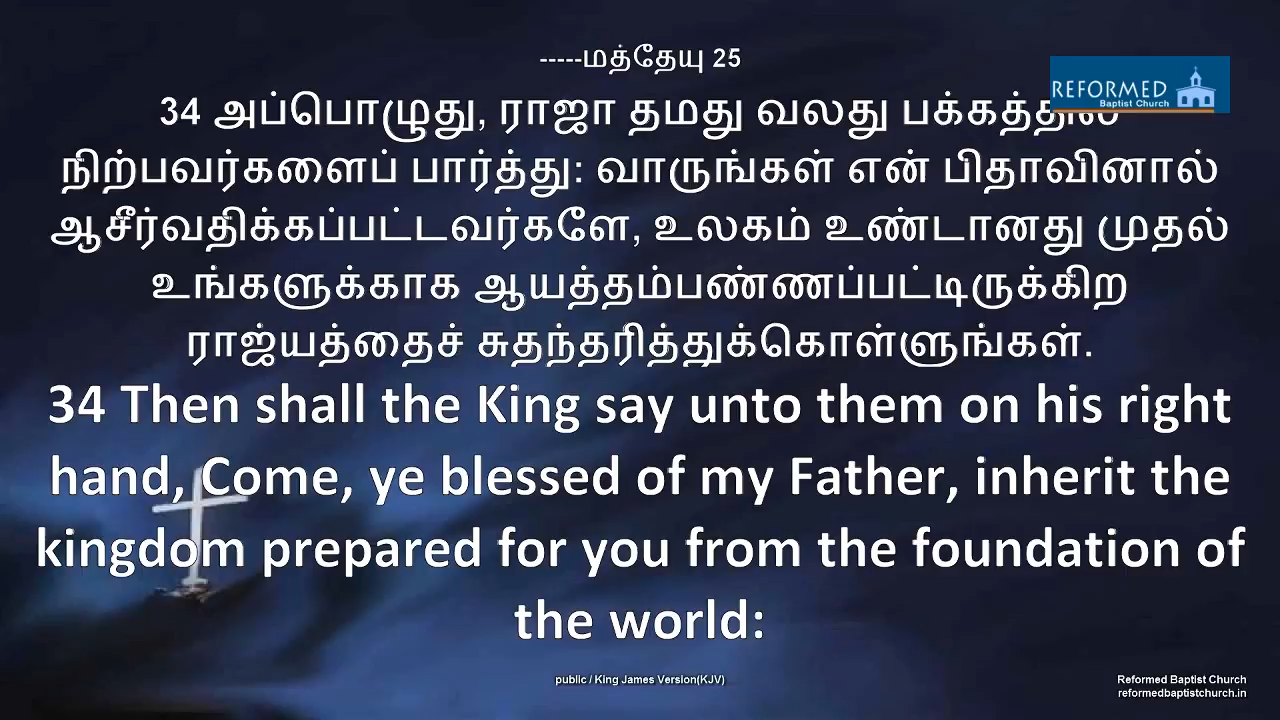 -----மத்தேயு 25
REFORMED
Baptist Church
34 அப்பொழுது, ராஜா தமது வலது பக்கத்தில்
நிற்பவர்களைப் பார்த்து: வாருங்கள் என் பிதாவினால்
ஆசீர்வதிக்கப்பட்டவர்களே, உலகம் உண்டானது முதல்
உங்களுக்காக ஆயத்தம்பண்ணப்பட்டிருக்கிற
ராஜ்யத்தைச் சுதந்தரித்துக்கொள்ளுங்கள்.
34 Then shall the King say unto them on his right
hand, Come, ye blessed of my Father, inherit the
kingdom prepared for you from the foundation of
the world:
public / King James Version(KJV)
Reformed Baptist Church
reformedbaptistchurch.in